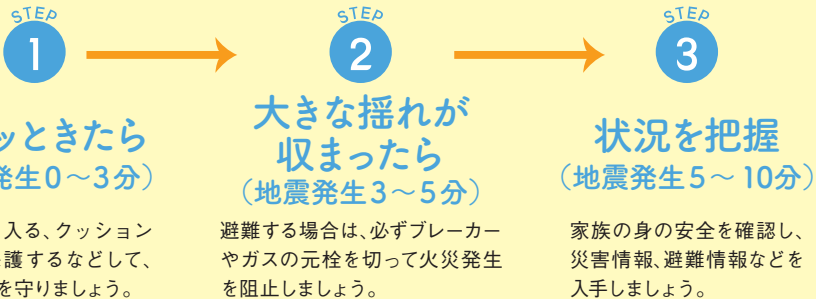 STEP
1
ッときたら
発生0〜3分）
入る、クッション
護するなどして、
を守りましょう。
STEP
2
大きな揺れが
収まったら
（地震発生3〜5分）
避難する場合は、必ずブレーカー
やガスの元栓を切って火災発生
を阻止しましょう。
STEP
3
状況を把握
（地震発生5〜10分）
家族の身の安全を確認し、
災害情報、避難情報などを
入手しましょう。